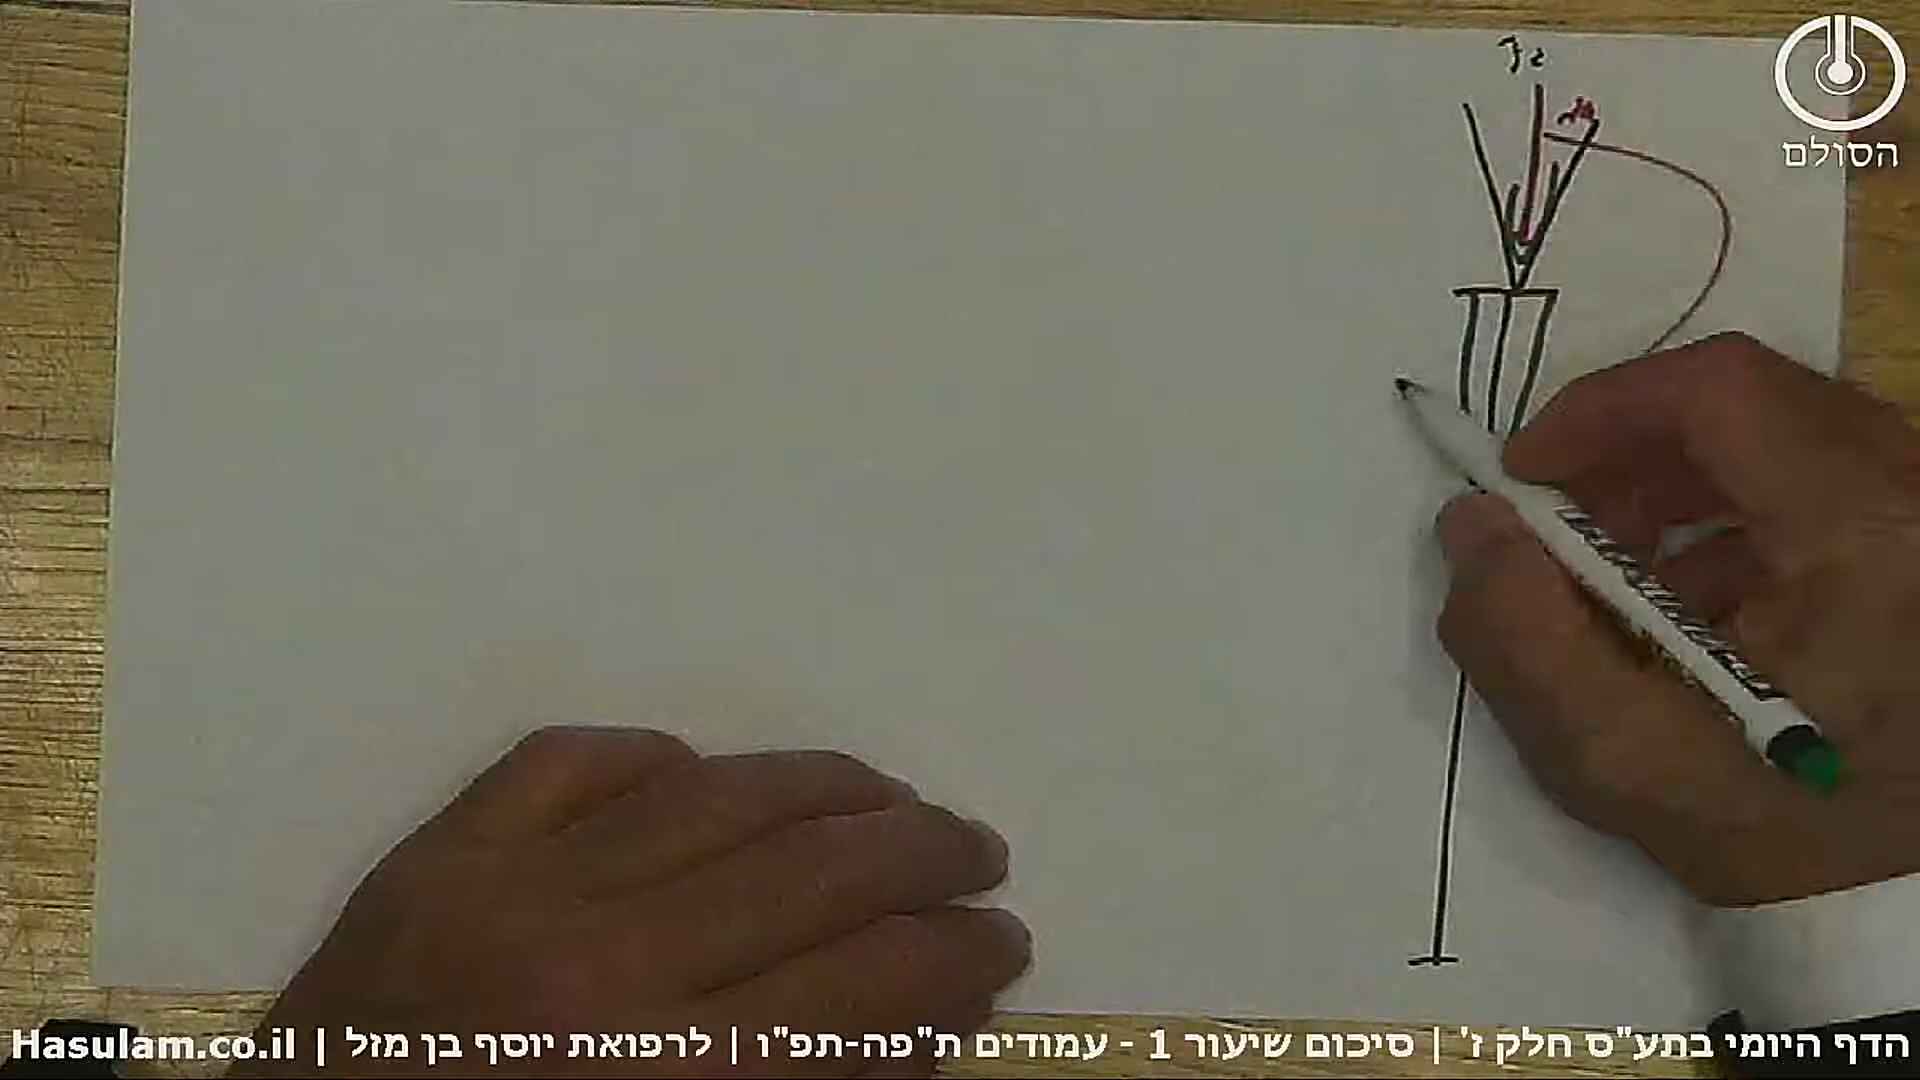 הסולם
הדף היומי בתע"ס חלק ז' | סיכום שיעור 1 - עמודים ת"פה-תפ"ו | לרפואת יוסף בן מזל | Hasulam.co.il